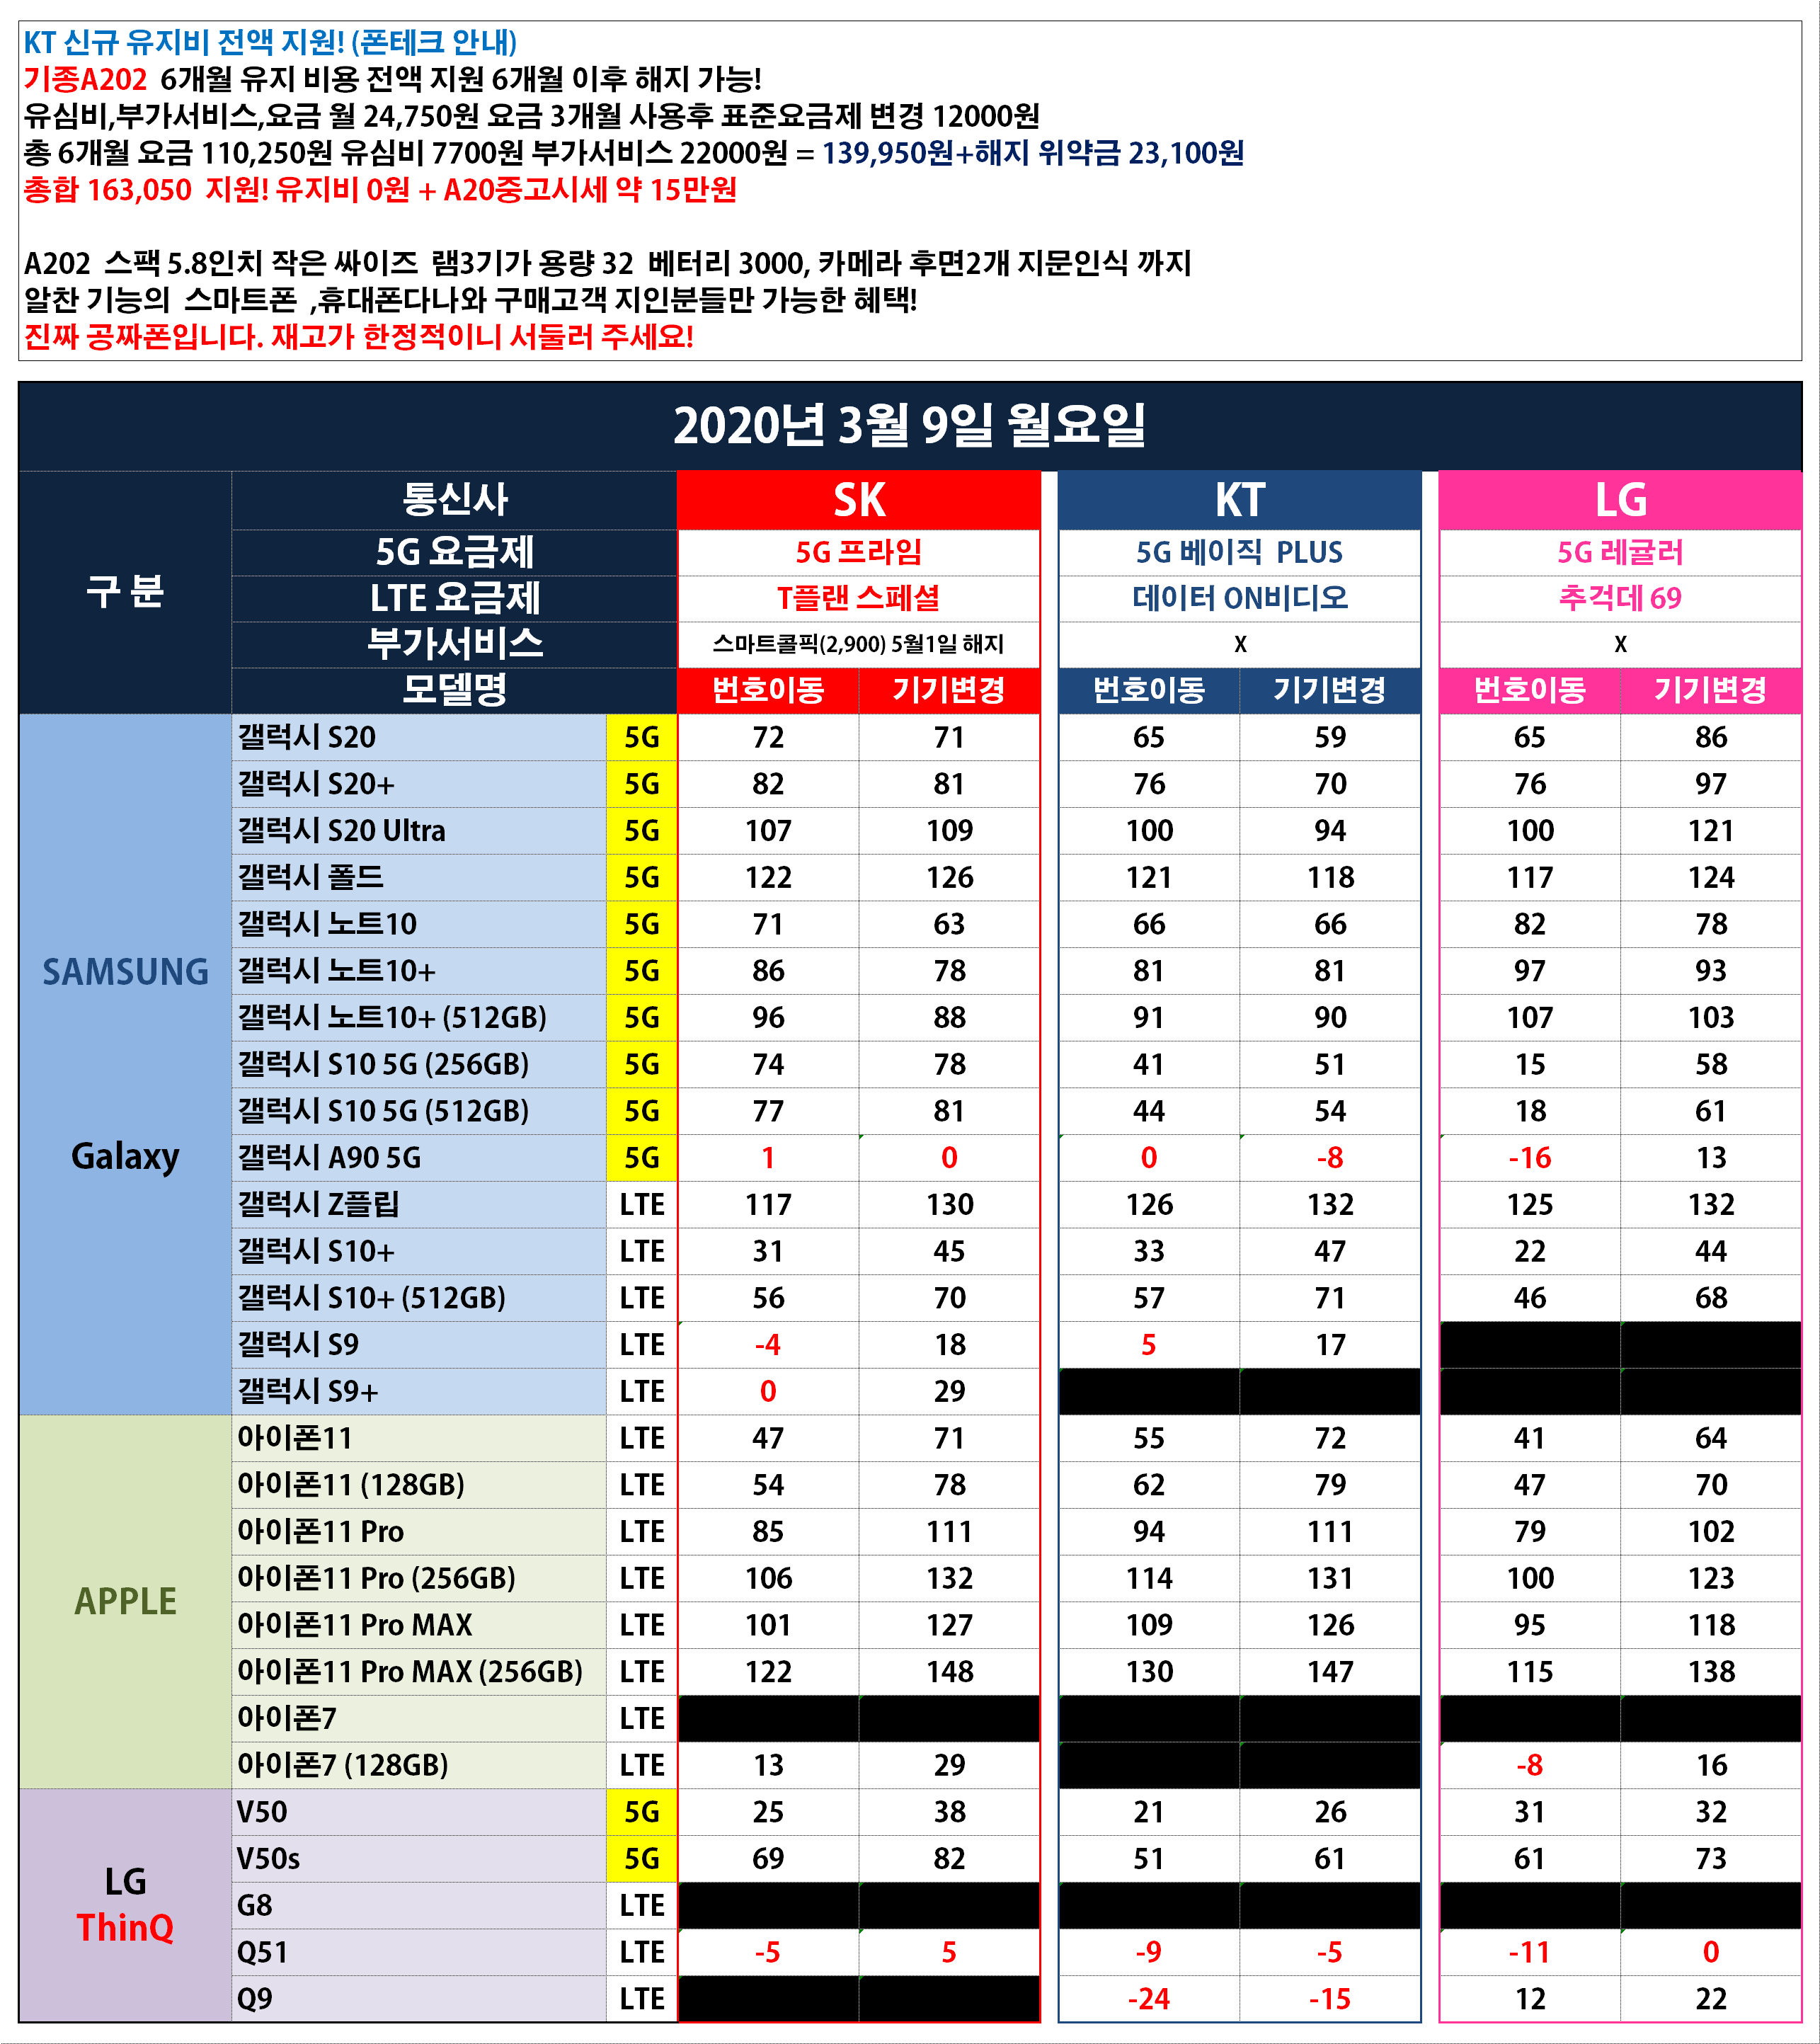 KT 신규 유지비 전액 지원! (폰테크 안내)
기종A202 6개월 유지 비용 전액 지원 6개월 이후 해지 가능!
유심비,부가서비스,요금 월 24,750원 요금 3개월 사용후 표준요금제 변경 12000원
총 6개월 요금 110,250원 유심비 7700원 부가서비스 22000원 = 139,950원+해지 위약금 23,100원
총합 163,050 지원! 유지비 0원 + A20중고시세 약 15만원
A202 스팩 5.8인치 작은 싸이즈 램3기가 용량 32 베터리 3000, 카메라 후면2개 지문인식 까지
알찬 기능의 스마트폰 ,휴대폰다나와 구매고객 지인분들만 가능한 혜택!
진짜 공짜폰입니다. 재고가 한정적이니 서둘러 주세요!
2020년 3월 9일 월요일
구 분 통신사 SK KT LG
5G 요금제 5G 프라임 5G 베이직 PLUS 5G 레귤러
LTE 요금제 T플랜 스페셜 데이터 ON비디오 추걱데 69
부가서비스 스마트콜픽(2,900) 5월1일 해지 X X
모델명 번호이동 기기변경 번호이동 기기변경 번호이동 기기변경
SAMSUNG
Galaxy
갤럭시 S20 5G 72 71 65 59 65 86
갤럭시 S20+ 5G 82 81 76 70 76 97
갤럭시 S20 Ultra 5G 107 109 100 94 100 121
갤럭시 폴드 5G 122 126 121 118 117 124
갤럭시 노트10 5G 71 63 66 66 82 78
갤럭시 노트10+ 5G 86 78 81 81 97 93
갤럭시 노트10+ (512GB) 5G 96 88 91 90 107 103
갤럭시 S10 5G (256GB) 5G 74 78 41 51 15 58
갤럭시 S10 5G (512GB) 5G 77 81 44 54 18 61
갤럭시 A90 5G 5G 1 0 0 -8 -16 13
갤럭시 Z플립 LTE 117 130 126 132 125 132
갤럭시 S10+ LTE 31 45 33 47 22 44
갤럭시 S10+ (512GB) LTE 56 70 57 71 46 68
갤럭시 S9 LTE -4 18 5 17
갤럭시 S9+ LTE 0 29
APPLE
아이폰11 LTE 47 71 55 72 41 64
아이폰11 (128GB) LTE 54 78 62 79 47 70
아이폰11 Pro LTE 85 111 94 111 79 102
아이폰11 Pro (256GB) LTE 106 132 114 131 100 123
아이폰11 Pro MAX LTE 101 127 109 126 95 118
아이폰11 Pro MAX (256GB) LTE 122 148 130 147 115 138
아이폰7 LTE
아이폰7 (128GB) LTE 13 29 -8 16
LG
ThinQ
V50 5G 25 38 21 26 31 32
V50s 5G 69 82 51 61 61 73
G8 LTE
Q51 LTE -5 5 -9 -5 -11 0
Q9 LTE -24 -15 12 22